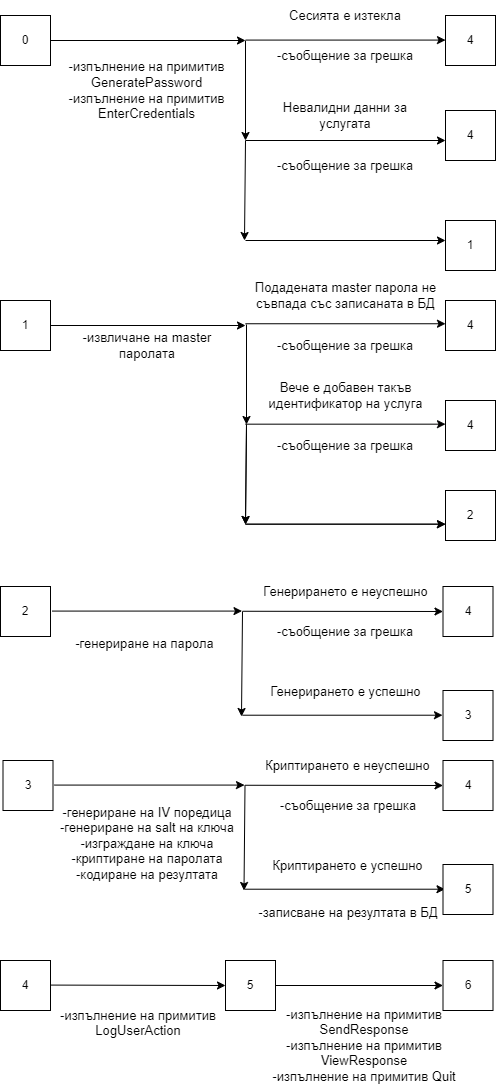 0
Сесията е изтекла
4
-изпълнение на примитив
GeneratePassword
-изпълнение на примитив
EnterCredentials
-съобщение за грешка
Невалидни данни за
услугата
4
-съобщение за грешка
1
1
-извличане на master
паролата
Подадената master парола не
съвпада със записаната в БД
4
-съобщение за грешка
Вече е добавен такъв
идентификатор на услуга
4
-съобщение за грешка
2
2
-генериране на парола
Генерирането е неуспешно
4
-съобщение за грешка
Генерирането е успешно
3
3
-генериране на IV поредица
-генериране на salt на ключа
-изграждане на ключа
-криптиране на паролата
-кодиране на резултата
Криптирането е неуспешно
4
-съобщение за грешка
Криптирането е успешно
5
-записване на резултата в БД
4
-изпълнение на примитив
LogUserAction
5
-изпълнение на примитив
SendResponse
-изпълнение на примитив
ViewResponse
-изпълнение на примитив Quit
6